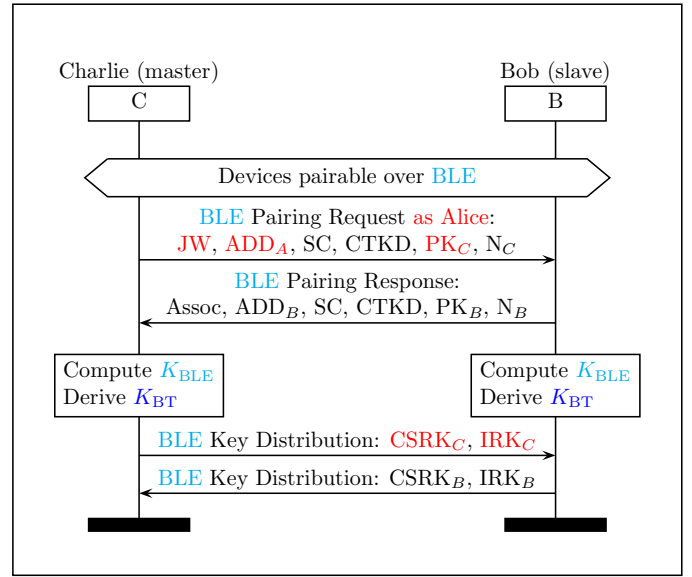 Charlie (master)
Bob (slave)
C
B
Devices pairable over BLE
BLE Pairing Request as Alice:
JW, ADD_A, SC, CTKD, PK_C, N_C
BLE Pairing Response:
Assoc, ADD_B, SC, CTKD, PK_B, N_B
Compute K_BLE
Derive K_BT
Compute K_BLE
Derive K_BT
BLE Key Distribution: CSRK_C, IRK_C
BLE Key Distribution: CSRK_B, IRK_B